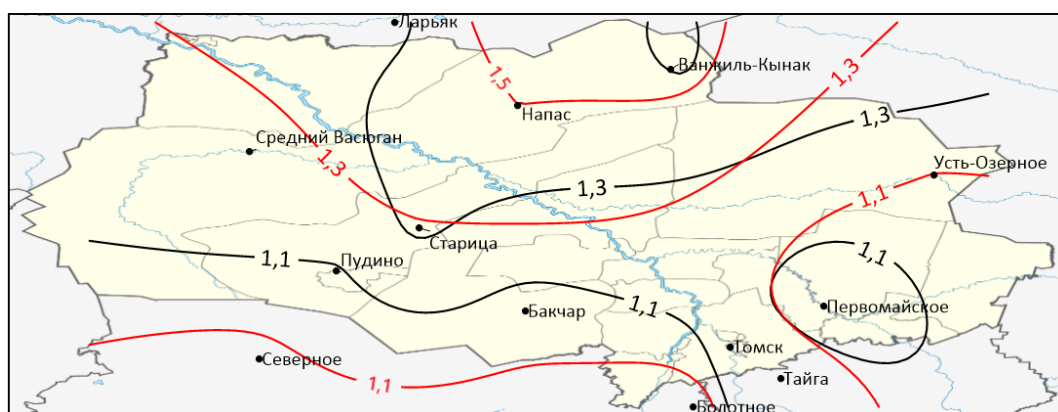 Ларьяк
Ванжиль-Кынак
1,5
1,3
Напас
1,3
Средний Васюган
1,3
Усть-Озерное
1,3
1,1
Старица
1,1
Пудино
1,1
1,1
Бакчар
Первомайское
Томск
Северное
1,1
Тайга
Болотное